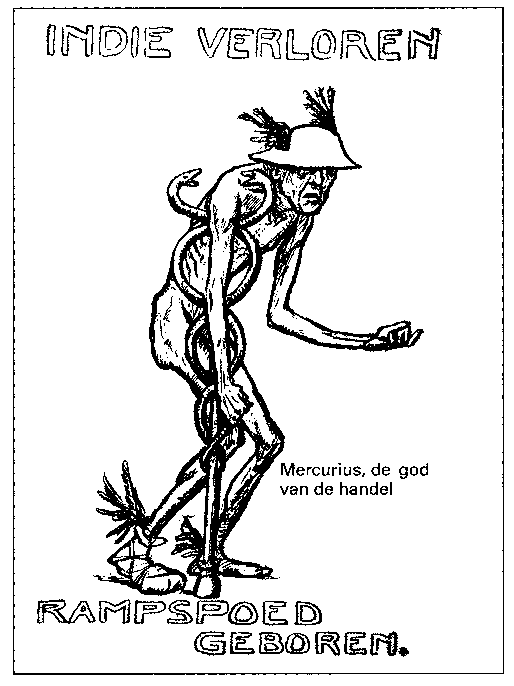 INDIE VERLOREN
Mercurius, de god
van de handel
RAMPSPOED
GEBOREN.